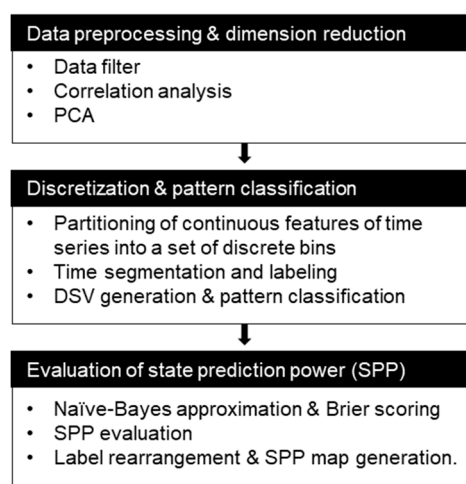 Data preprocessing & dimension reduction
• Data filter
• Correlation analysis
• PCA
Discretization & pattern classification
• Partitioning of continuous features of time
series into a set of discrete bins
• Time segmentation and labeling
• DSV generation & pattern classification
Evaluation of state prediction power (SPP)
• Naïve-Bayes approximation & Brier scoring
• SPP evaluation
• Label rearrangement & SPP map generation.